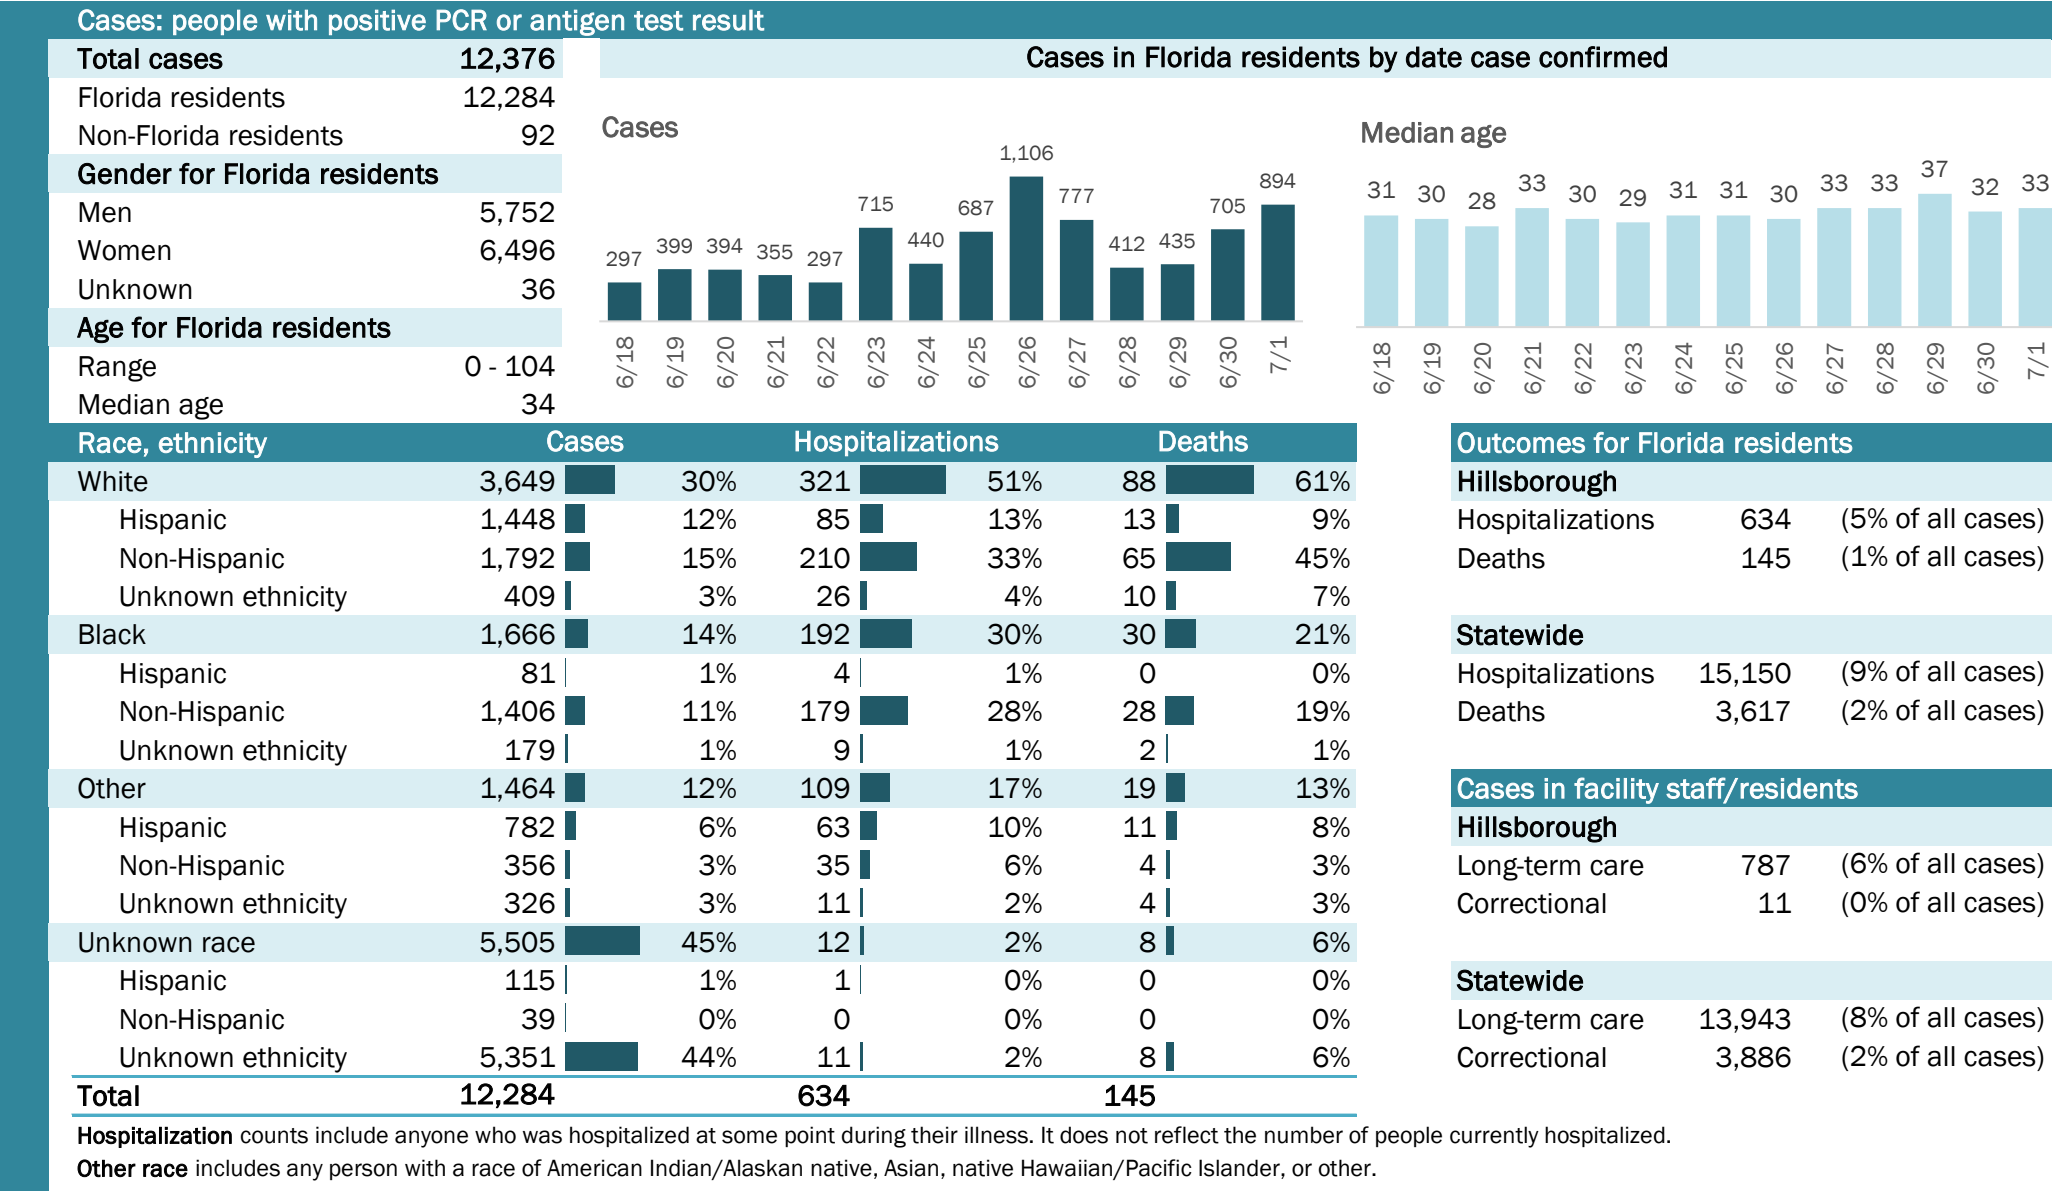 Cases: people with positive PCR or antigen test result
Total cases 12,376
Florida residents 12,284
Non-Florida residents 92
Gender for Florida residents
Men 5,752
Women 6,496
Unknown 36
Age for Florida residents
Range 0 - 104
Median age 34
Cases in Florida residents by date case confirmed
Cases
297 399 394 355 297 715 440 687 1,106 777 412 435 705 894
6/18 6/19 6/20 6/21 6/22 6/23 6/24 6/25 6/26 6/27 6/28 6/29 6/30 7/1
Median age
31 30 28 33 30 29 31 31 30 33 33 37 32 33
6/18 6/19 6/20 6/21 6/22 6/23 6/24 6/25 6/26 6/27 6/28 6/29 6/30 7/1
Race, ethnicity Cases Hospitalizations Deaths
White 3,649 30% 321 51% 88 61%
Hispanic 1,448 12% 85 13% 13 9%
Non-Hispanic 1,792 15% 210 33% 65 45%
Unknown ethnicity 409 3% 26 4% 10 7%
Black 1,666 14% 192 30% 30 21%
Hispanic 81 1% 4 1% 0 0%
Non-Hispanic 1,406 11% 179 28% 28 19%
Unknown ethnicity 179 1% 9 1% 2 1%
Other 1,464 12% 109 17% 19 13%
Hispanic 782 6% 63 10% 11 8%
Non-Hispanic 356 3% 35 6% 4 3%
Unknown ethnicity 326 3% 11 2% 4 3%
Unknown race 5,505 45% 12 2% 8 6%
Hispanic 115 1% 1 0% 0 0%
Non-Hispanic 39 0% 0 0% 0 0%
Unknown ethnicity 5,351 44% 11 2% 8 6%
Total 12,284 634 145
Outcomes for Florida residents
Hillsborough
Hospitalizations 634 (5% of all cases)
Deaths 145 (1% of all cases)
Statewide
Hospitalizations 15,150 (9% of all cases)
Deaths 3,617 (2% of all cases)
Cases in facility staff/residents
Hillsborough
Long-term care 787 (6% of all cases)
Correctional 11 (0% of all cases)
Statewide
Long-term care 13,943 (8% of all cases)
Correctional 3,886 (2% of all cases)
Hospitalization counts include anyone who was hospitalized at some point during their illness. It does not reflect the number of people currently hospitalized.
Other race includes any person with a race of American Indian/Alaskan native, Asian, native Hawaiian/Pacific Islander, or other.